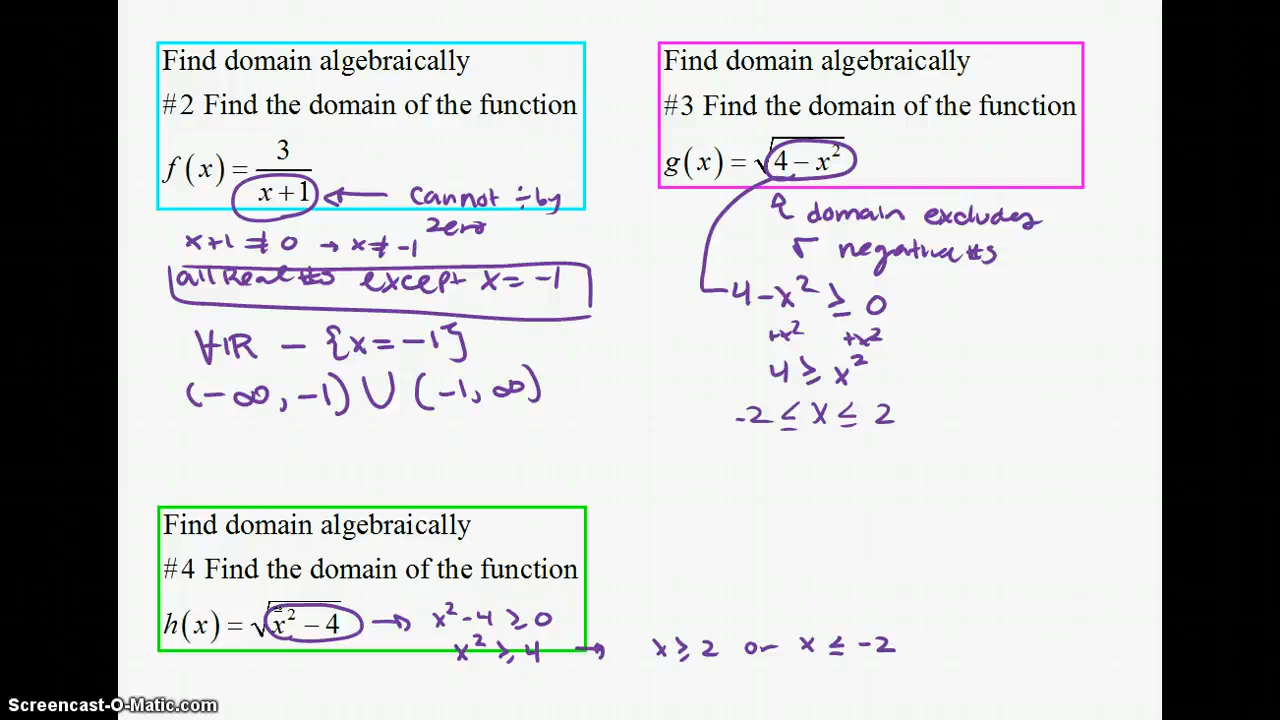 Find domain algebraically
#2 Find the domain of the function
f(x) = 3/(x+1) ← cannot ÷ by
zero
x+1 ≠ 0 → x ≠ -1
all Real #s except x = -1
∀ℝ - {x = -1}
(-∞, -1) ∪ (-1, ∞)
Find domain algebraically
#3 Find the domain of the function
g(x) = √(4 - x²)
domain excludes
√ negative #s
4 - x² ≥ 0
+x² +x²
4 ≥ x²
-2 ≤ x ≤ 2
Find domain algebraically
#4 Find the domain of the function
h(x) = √(x² - 4) → x² - 4 ≥ 0
x² ≥ 4 → x ≥ 2 or x ≤ -2
Screencast-O-Matic.com